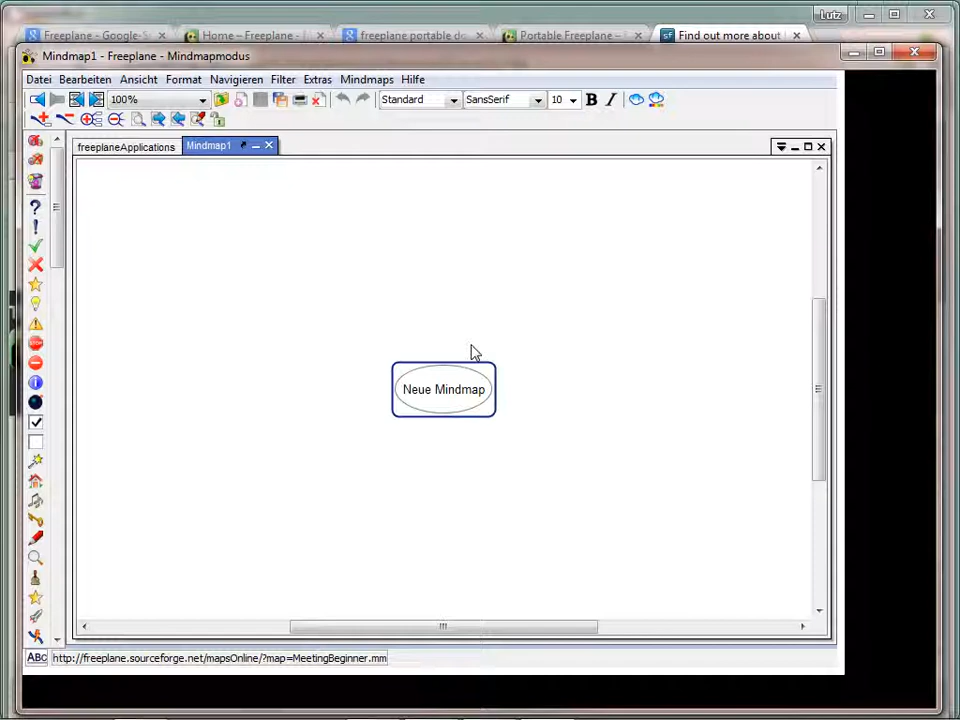 Lutz
Freeplane - Google-S
Home – Freeplane -
freeplane portable do
Portable Freeplane –
Find out more about
Mindmap1 - Freeplane - Mindmapmodus
Datei Bearbeiten Ansicht Format Navigieren Filter Extras Mindmaps Hilfe
100% Standard SansSerif 10 B I
freeplaneApplications Mindmap1
Neue Mindmap
ABC http://freeplane.sourceforge.net/mapsOnline/?map=MeetingBeginner.mm